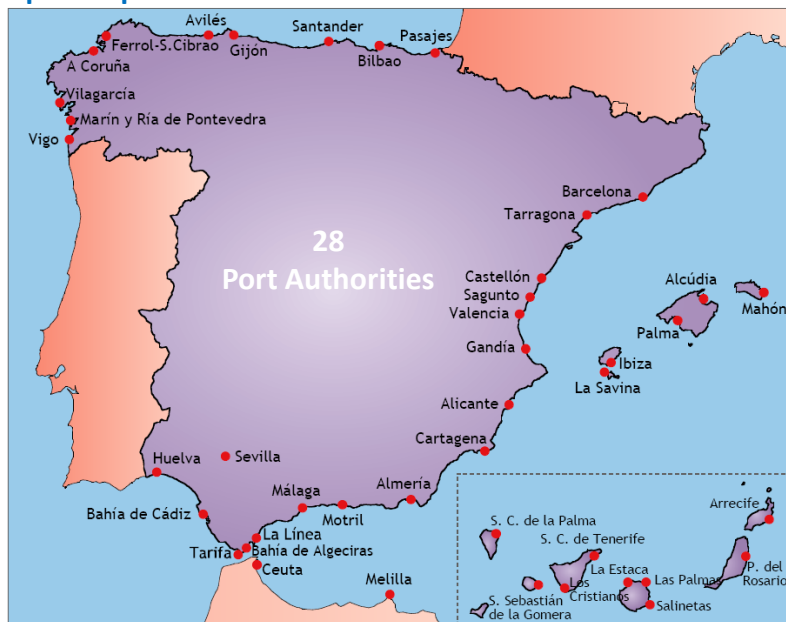 Avilés
Santander
Ferrol-S.Cibrao
Gijón
Pasajes
A Coruña
Bilbao
Vilagarcía
Marín y Ría de Pontevedra
Vigo
Barcelona
Tarragona
28
Port Authorities
Castellón
Alcúdia
Sagunto
Mahón
Valencia
Palma
Gandía
Ibiza
La Savina
Alicante
Cartagena
Huelva
Sevilla
Málaga
Almería
Motril
Bahía de Cádiz
La Línea
Tarifa
Bahía de Algeciras
Ceuta
Melilla
Arrecife
S. C. de la Palma
S. C. de Tenerife
La Estaca
Las Palmas
P. del
Rosario
Los
Cristianos
S. Sebastián
de la Gomera
Salinetas